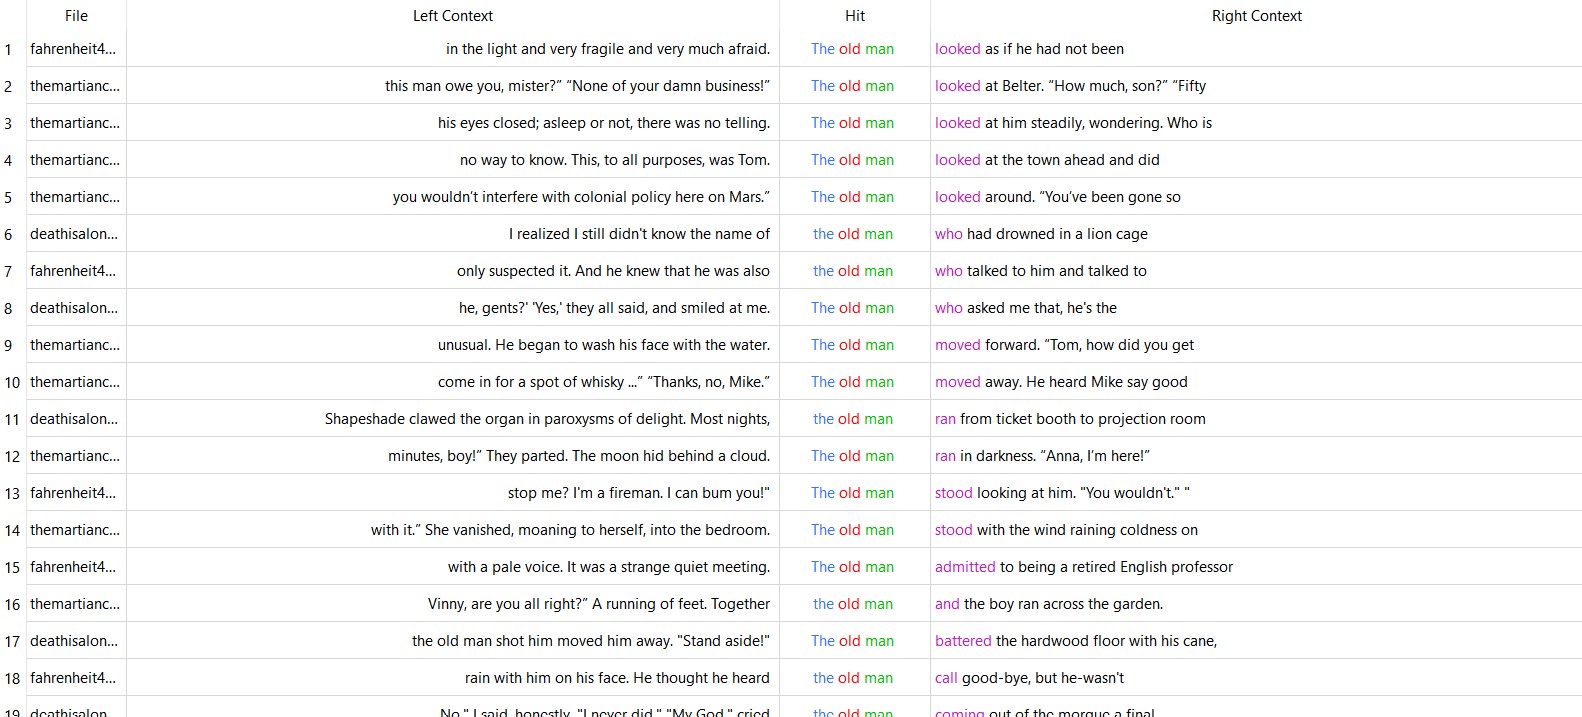 File Left Context Hit Right Context
1 fahrenheit4... in the light and very fragile and very much afraid. The old man looked as if he had not been
2 themartianc... this man owe you, mister?” “None of your damn business!” The old man looked at Belter. “How much, son?” “Fifty
3 themartianc... his eyes closed; asleep or not, there was no telling. The old man looked at him steadily, wondering. Who is
4 themartianc... no way to know. This, to all purposes, was Tom. The old man looked at the town ahead and did
5 themartianc... you wouldn’t interfere with colonial policy here on Mars.” The old man looked around. “You’ve been gone so
6 deathisalon... I realized I still didn't know the name of the old man who had drowned in a lion cage
7 fahrenheit4... only suspected it. And he knew that he was also the old man who talked to him and talked to
8 deathisalon... he, gents?' 'Yes,' they all said, and smiled at me. The old man who asked me that, he's the
9 themartianc... unusual. He began to wash his face with the water. The old man moved forward. “Tom, how did you get
10 themartianc... come in for a spot of whisky ...” “Thanks, no, Mike.” The old man moved away. He heard Mike say good
11 deathisalon... Shapeshade clawed the organ in paroxysms of delight. Most nights, the old man ran from ticket booth to projection room
12 themartianc... minutes, boy!” They parted. The moon hid behind a cloud. The old man ran in darkness. “Anna, I’m here!”
13 fahrenheit4... stop me? I'm a fireman. I can bum you!" The old man stood looking at him. "You wouldn't." "
14 themartianc... with it.” She vanished, moaning to herself, into the bedroom. The old man stood with the wind raining coldness on
15 fahrenheit4... with a pale voice. It was a strange quiet meeting. The old man admitted to being a retired English professor
16 themartianc... Vinny, are you all right?” A running of feet. Together the old man and the boy ran across the garden.
17 deathisalon... the old man shot him moved him away. "Stand aside!" The old man battered the hardwood floor with his cane,
18 fahrenheit4... rain with him on his face. He thought he heard the old man call good-bye, but he-wasn't
19 deathisalon... No," I said, honestly. "I never did." "My God," cried the old man coming out of the morgue a final